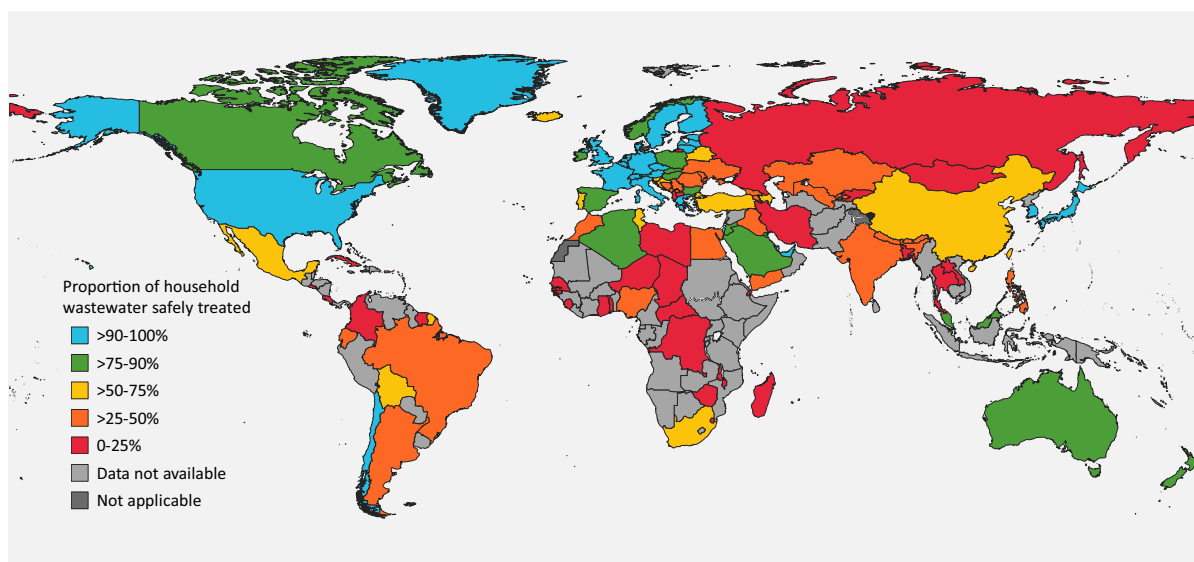 Proportion of household
wastewater safely treated
>90-100%
>75-90%
>50-75%
>25-50%
0-25%
Data not available
Not applicable